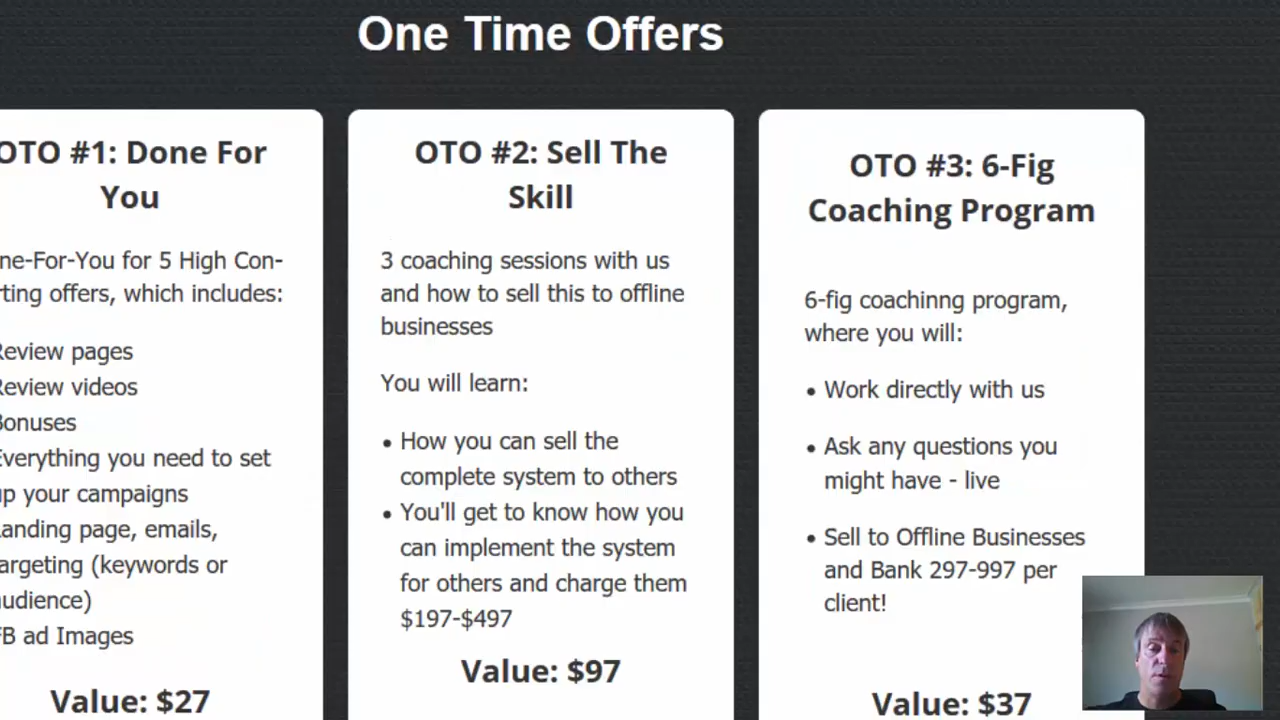 One Time Offers
OTO #1: Done For
You
ne-For-You for 5 High Con-
rting offers, which includes:
Review pages
Review videos
Bonuses
Everything you need to set
up your campaigns
Landing page, emails,
targeting (keywords or
audience)
FB ad Images
Value: $27
OTO #2: Sell The
Skill
3 coaching sessions with us
and how to sell this to offline
businesses
You will learn:
• How you can sell the
complete system to others
• You'll get to know how you
can implement the system
for others and charge them
$197-$497
Value: $97
OTO #3: 6-Fig
Coaching Program
6-fig coachinng program,
where you will:
• Work directly with us
• Ask any questions you
might have - live
• Sell to Offline Businesses
and Bank 297-997 per
client!
Value: $37